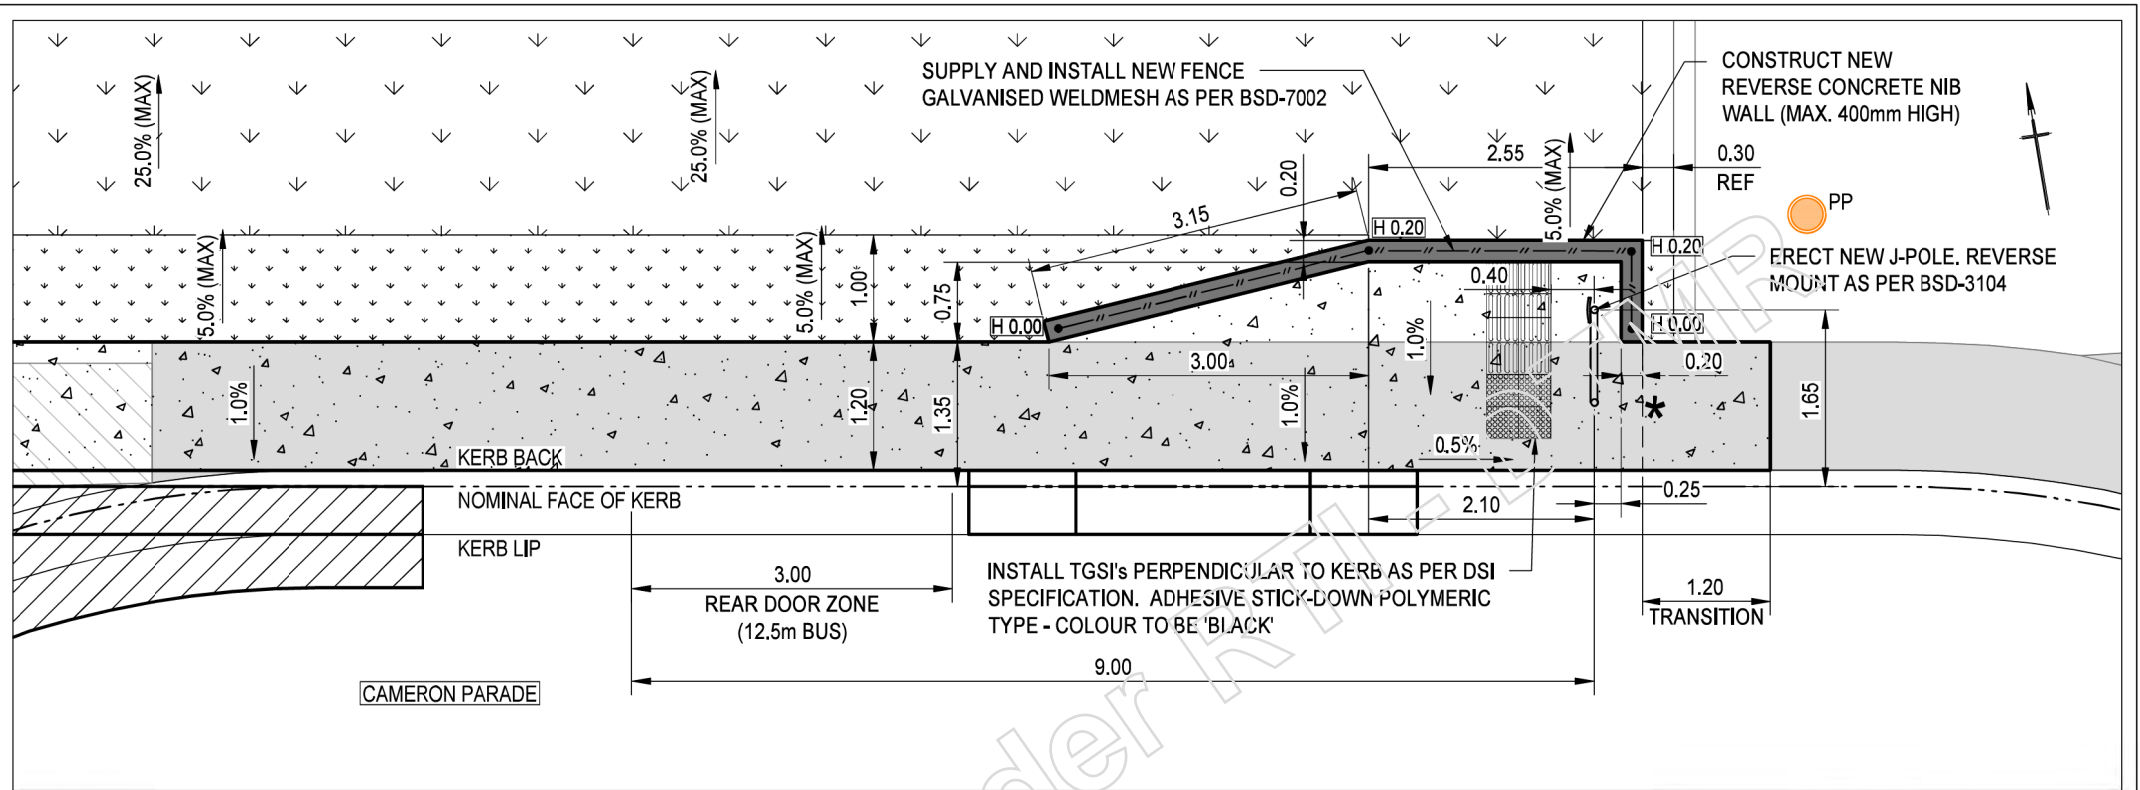 SUPPLY AND INSTALL NEW FENCE
GALVANISED WELDMESH AS PER BSD-7002
CONSTRUCT NEW
REVERSE CONCRETE NIB
WALL (MAX. 400mm HIGH)
25.0% (MAX)
25.0% (MAX)
2.55
5.0% (MAX)
0.30
REF
0.20
3.15
PP
H 0.20
H 0.20
ERECT NEW J-POLE. REVERSE
MOUNT AS PER BSD-3104
5.0% (MAX)
5.0% (MAX)
1.00
0.75
0.40
H 0.00
H 0.00
1.0%
3.00
0.20
1.0%
1.20
1.35
1.0%
1.65
*
KERB BACK
0.5%
NOMINAL FACE OF KERB
0.25
2.10
KERB LIP
3.00
REAR DOOR ZONE
(12.5m BUS)
INSTALL TGSI's PERPENDICULAR TO KERB AS PER DSI
SPECIFICATION. ADHESIVE STICK-DOWN POLYMERIC
TYPE - COLOUR TO BE 'BLACK'
1.20
TRANSITION
9.00
CAMERON PARADE
der RTI - DTMR